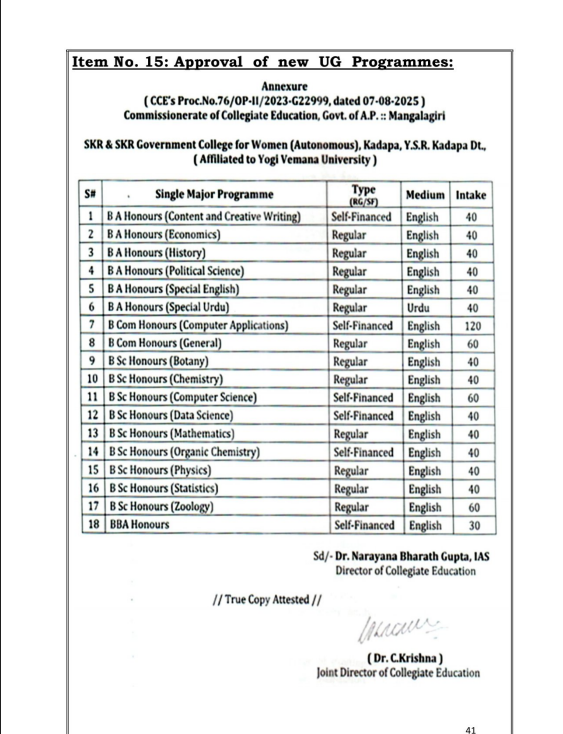 Item No. 15: Approval of new UG Programmes:
Annexure
( CCE's Proc.No.76/OP-II/2023-G22999, dated 07-08-2025 )
Commissionerate of Collegiate Education, Govt. of A.P. :: Mangalagiri
SKR & SKR Government College for Women (Autonomous), Kadapa, Y.S.R. Kadapa Dt.,
( Affiliated to Yogi Vemana University )
S# Single Major Programme Type (RG/SF) Medium Intake
1 B A Honours (Content and Creative Writing) Self-Financed English 40
2 B A Honours (Economics) Regular English 40
3 B A Honours (History) Regular English 40
4 B A Honours (Political Science) Regular English 40
5 B A Honours (Special English) Regular English 40
6 B A Honours (Special Urdu) Regular Urdu 40
7 B Com Honours (Computer Applications) Self-Financed English 120
8 B Com Honours (General) Regular English 60
9 B Sc Honours (Botany) Regular English 40
10 B Sc Honours (Chemistry) Regular English 40
11 B Sc Honours (Computer Science) Self-Financed English 60
12 B Sc Honours (Data Science) Self-Financed English 40
13 B Sc Honours (Mathematics) Regular English 40
14 B Sc Honours (Organic Chemistry) Self-Financed English 40
15 B Sc Honours (Physics) Regular English 40
16 B Sc Honours (Statistics) Regular English 40
17 B Sc Honours (Zoology) Regular English 60
18 BBA Honours Self-Financed English 30
Sd/- Dr. Narayana Bharath Gupta, IAS
Director of Collegiate Education
// True Copy Attested //
( Dr. C.Krishna )
Joint Director of Collegiate Education
41